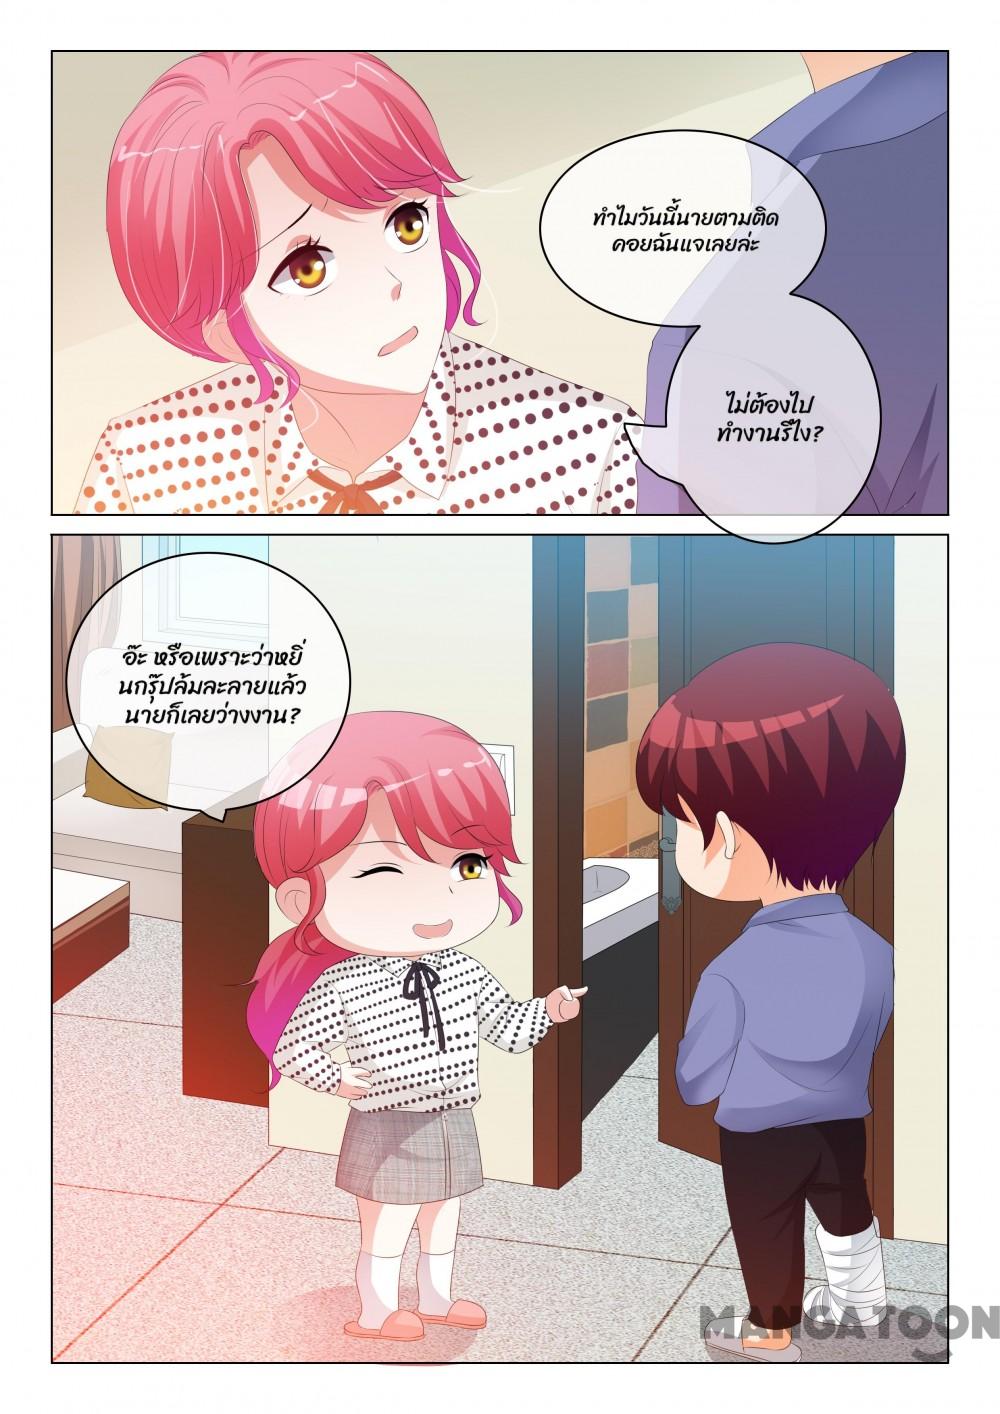 ทำไมวันนี้นายตามติด
คอยฉันแจเลยล่ะ
ไม่ต้องไป
ทำงานรึไง?
อ๊ะ หรือเพราะว่าหยิ่
นกรุ๊ปล้มละลายแล้ว
นายก็เลยว่างงาน?
MANGATOON